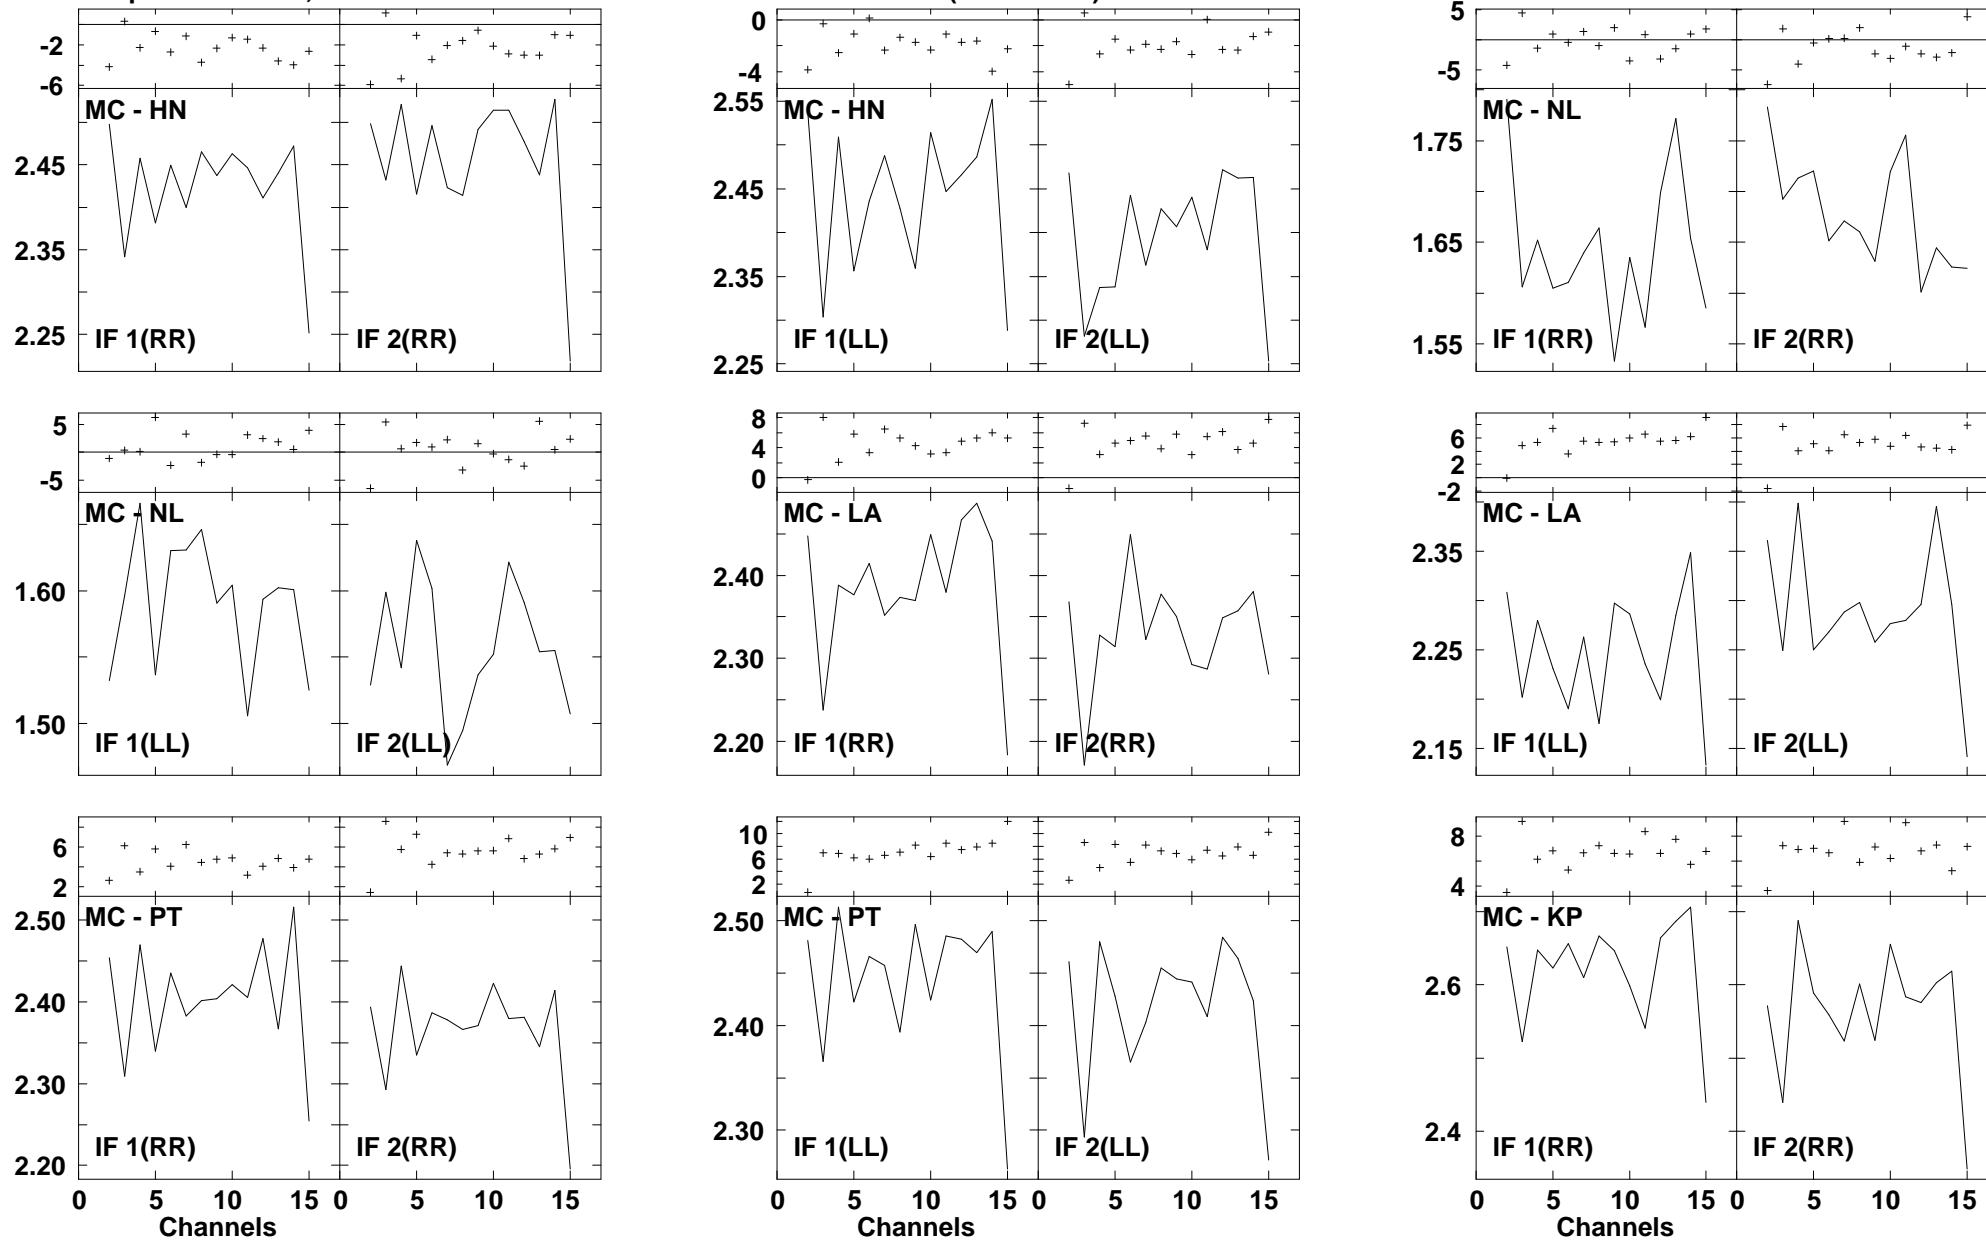 -2
-6
MC - HN
2.45
2.35
2.25
IF 1(RR)
IF 2(RR)
0
-4
2.55
MC - HN
2.45
2.35
2.25
IF 1(LL)
IF 2(LL)
5
-5
MC - NL
1.75
1.65
1.55
IF 1(RR)
IF 2(RR)
5
-5
MC - NL
1.60
1.50
IF 1(LL)
IF 2(LL)
8
4
0
MC - LA
2.40
2.30
2.20
IF 1(RR)
IF 2(RR)
6
2
-2
MC - LA
2.35
2.25
2.15
IF 1(LL)
IF 2(LL)
6
2
MC - PT
2.50
2.40
2.30
2.20
IF 1(RR)
IF 2(RR)
0 5 10 15 0 5 10 15
Channels
10
6
2
MC - PT
2.50
2.40
2.30
IF 1(LL)
IF 2(LL)
0 5 10 15 0 5 10 15
Channels
8
4
MC - KP
2.6
2.4
IF 1(RR)
IF 2(RR)
0 5 10 15 0 5 10 15
Channels